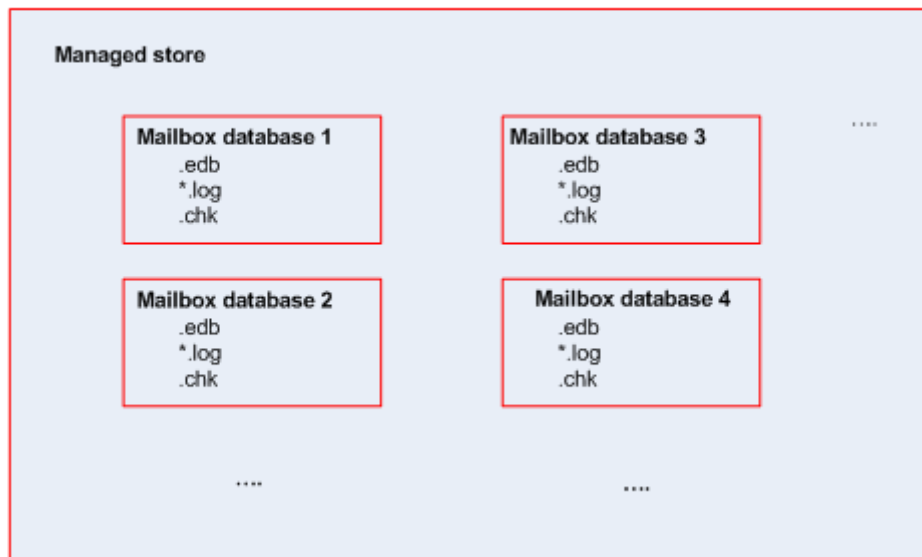 Managed store
....
Mailbox database 1
.edb
*.log
.chk
Mailbox database 3
.edb
*.log
.chk
Mailbox database 2
.edb
*.log
.chk
Mailbox database 4
.edb
*.log
.chk
....
....